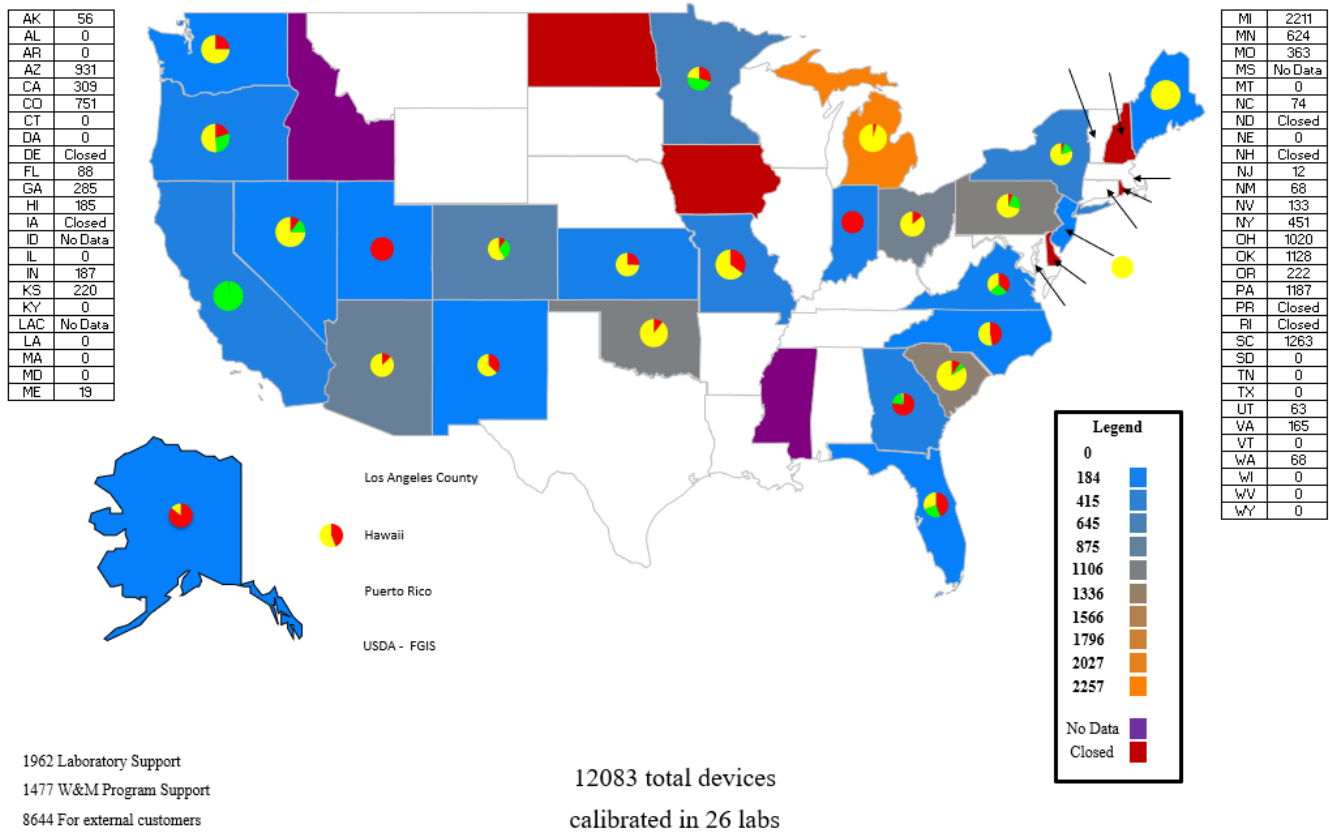 AK 56
AL 0
AR 0
AZ 931
CA 309
CO 751
CT 0
DA 0
DE Closed
FL 88
GA 285
HI 185
IA Closed
ID No Data
IL 0
IN 187
KS 220
KY 0
LAC No Data
LA 0
MA 0
MD 0
ME 19
MI 2211
MN 624
MO 363
MS No Data
MT 0
NC 74
ND Closed
NE 0
NH Closed
NJ 12
NM 68
NV 133
NY 451
OH 1020
OK 1128
OR 222
PA 1187
PR Closed
RI Closed
SC 1263
SD 0
TN 0
TX 0
UT 63
VA 165
VT 0
WA 68
WI 0
WV 0
WY 0
Los Angeles County
Hawaii
Puerto Rico
USDA - FGIS
Legend
0
184
415
645
875
1106
1336
1566
1796
2027
2257
No Data
Closed
1962 Laboratory Support
1477 W&M Program Support
8644 For external customers
12083 total devices
calibrated in 26 labs